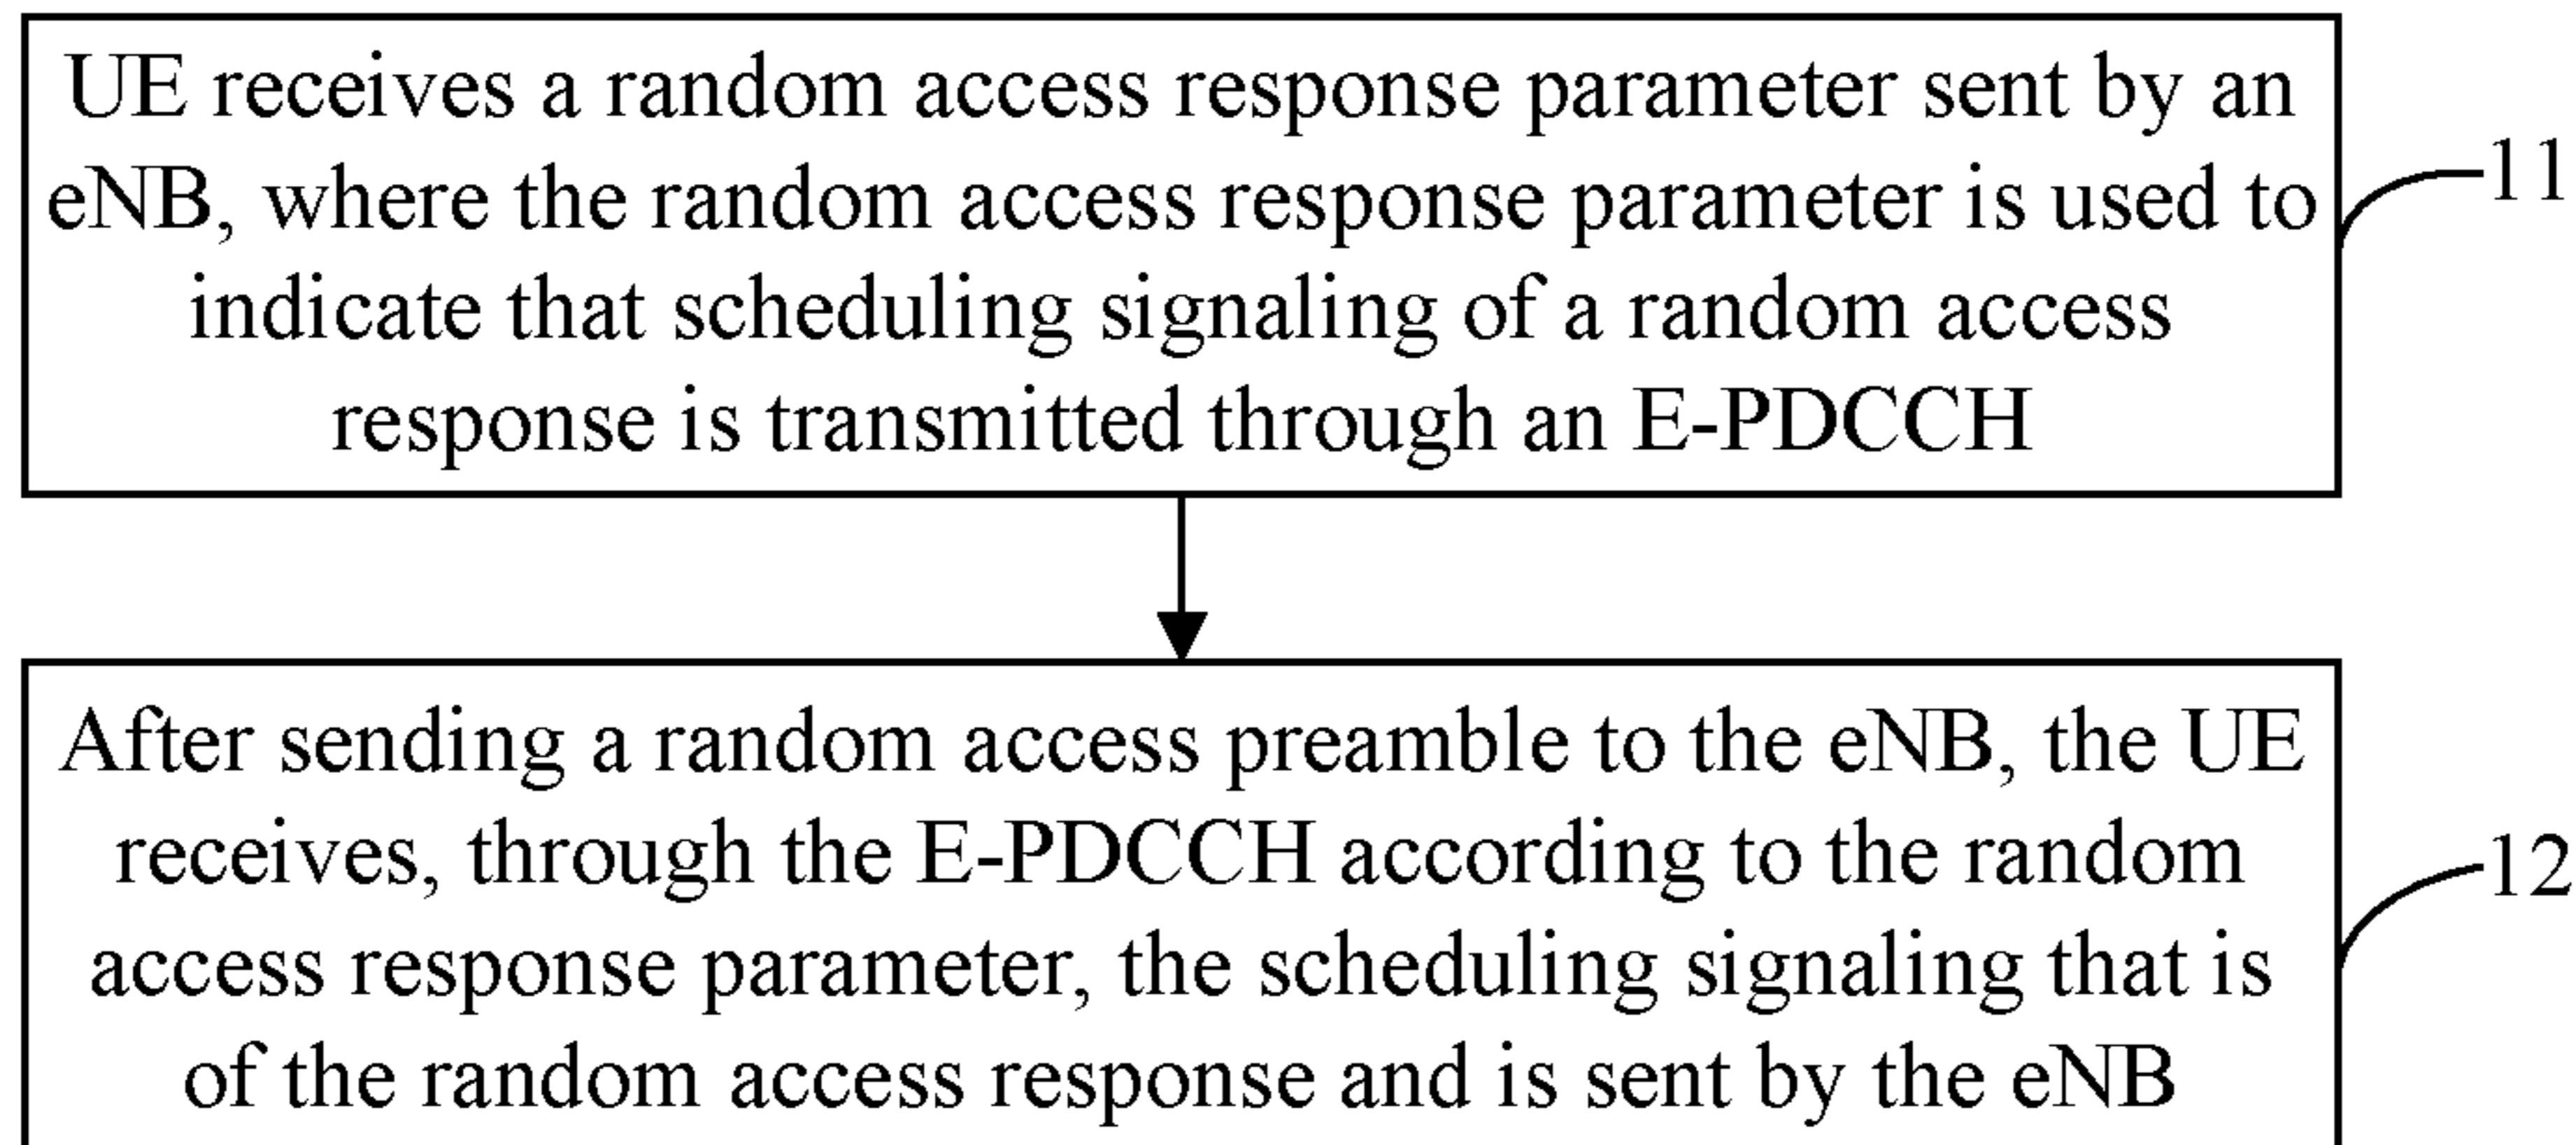 UE receives a random access response parameter sent by an
eNB, where the random access response parameter is used to
indicate that scheduling signaling of a random access
response is transmitted through an E-PDCCH
11
After sending a random access preamble to the eNB, the UE
receives, through the E-PDCCH according to the random
access response parameter, the scheduling signaling that is
of the random access response and is sent by the eNB
12